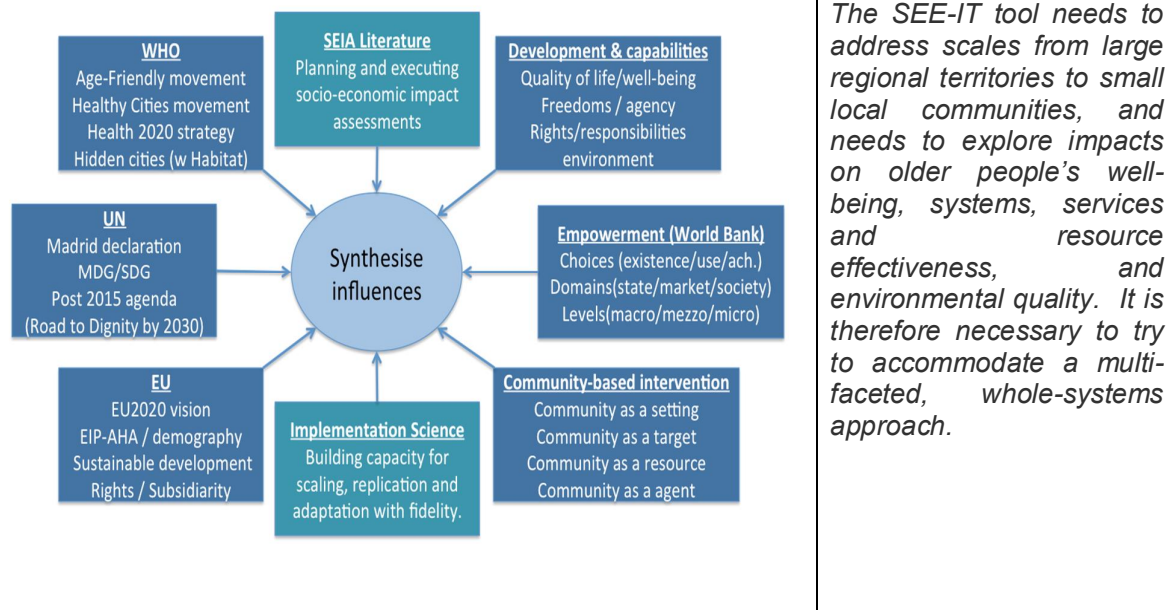 WHO
Age-Friendly movement
Healthy Cities movement
Health 2020 strategy
Hidden cities (w Habitat)
SEIA Literature
Planning and executing
socio-economic impact
assessments
Development & capabilities
Quality of life/well-being
Freedoms / agency
Rights/responsibilities
environment
UN
Madrid declaration
MDG/SDG
Post 2015 agenda
(Road to Dignity by 2030)
Synthesise
influences
Empowerment (World Bank)
Choices (existence/use/ach.)
Domains(state/market/society)
Levels(macro/mezzo/micro)
EU
EU2020 vision
EIP-AHA / demography
Sustainable development
Rights / Subsidiarity
Implementation Science
Building capacity for
scaling, replication and
adaptation with fidelity.
Community-based intervention
Community as a setting
Community as a target
Community as a resource
Community as a agent
The SEE-IT tool needs to
address scales from large
regional territories to small
local communities, and
needs to explore impacts
on older people's well-
being, systems, services
and resource
effectiveness, and
environmental quality. It is
therefore necessary to try
to accommodate a multi-
faceted, whole-systems
approach.